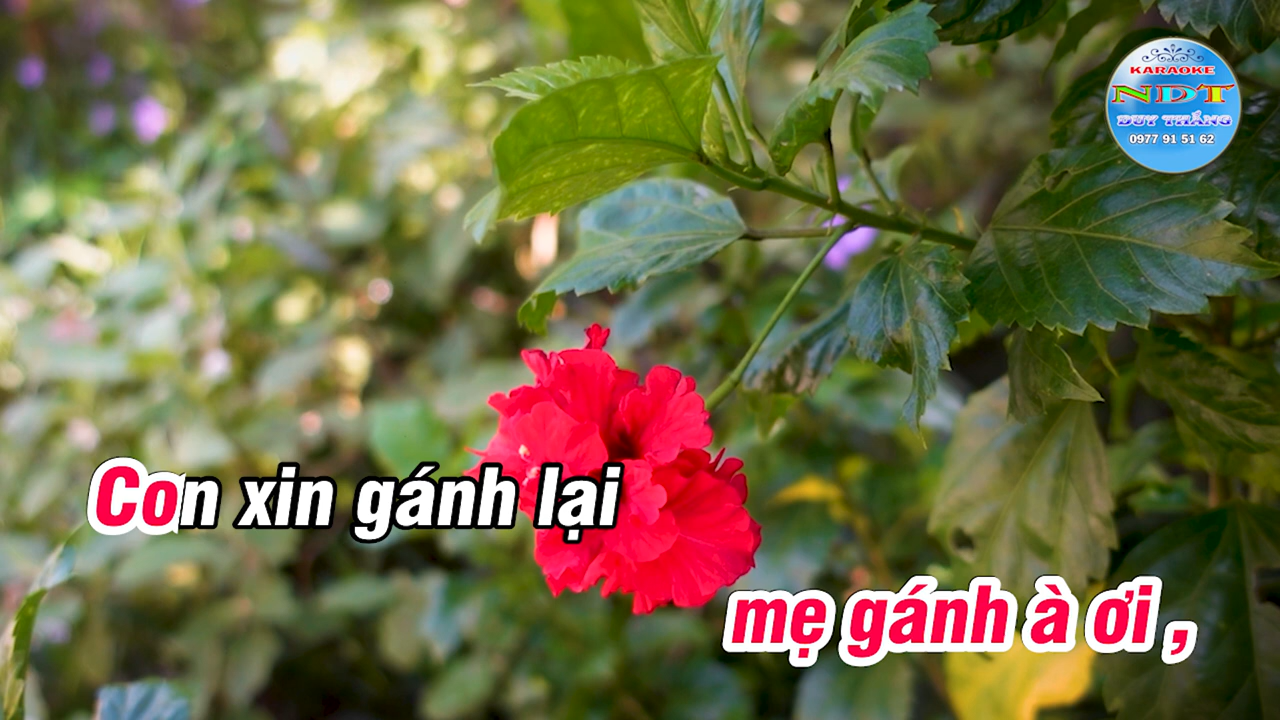 KARAOKE
NDT
DUY THẮNG
0977 91 51 62
Con xin gánh lại
mẹ gánh à ơi ,